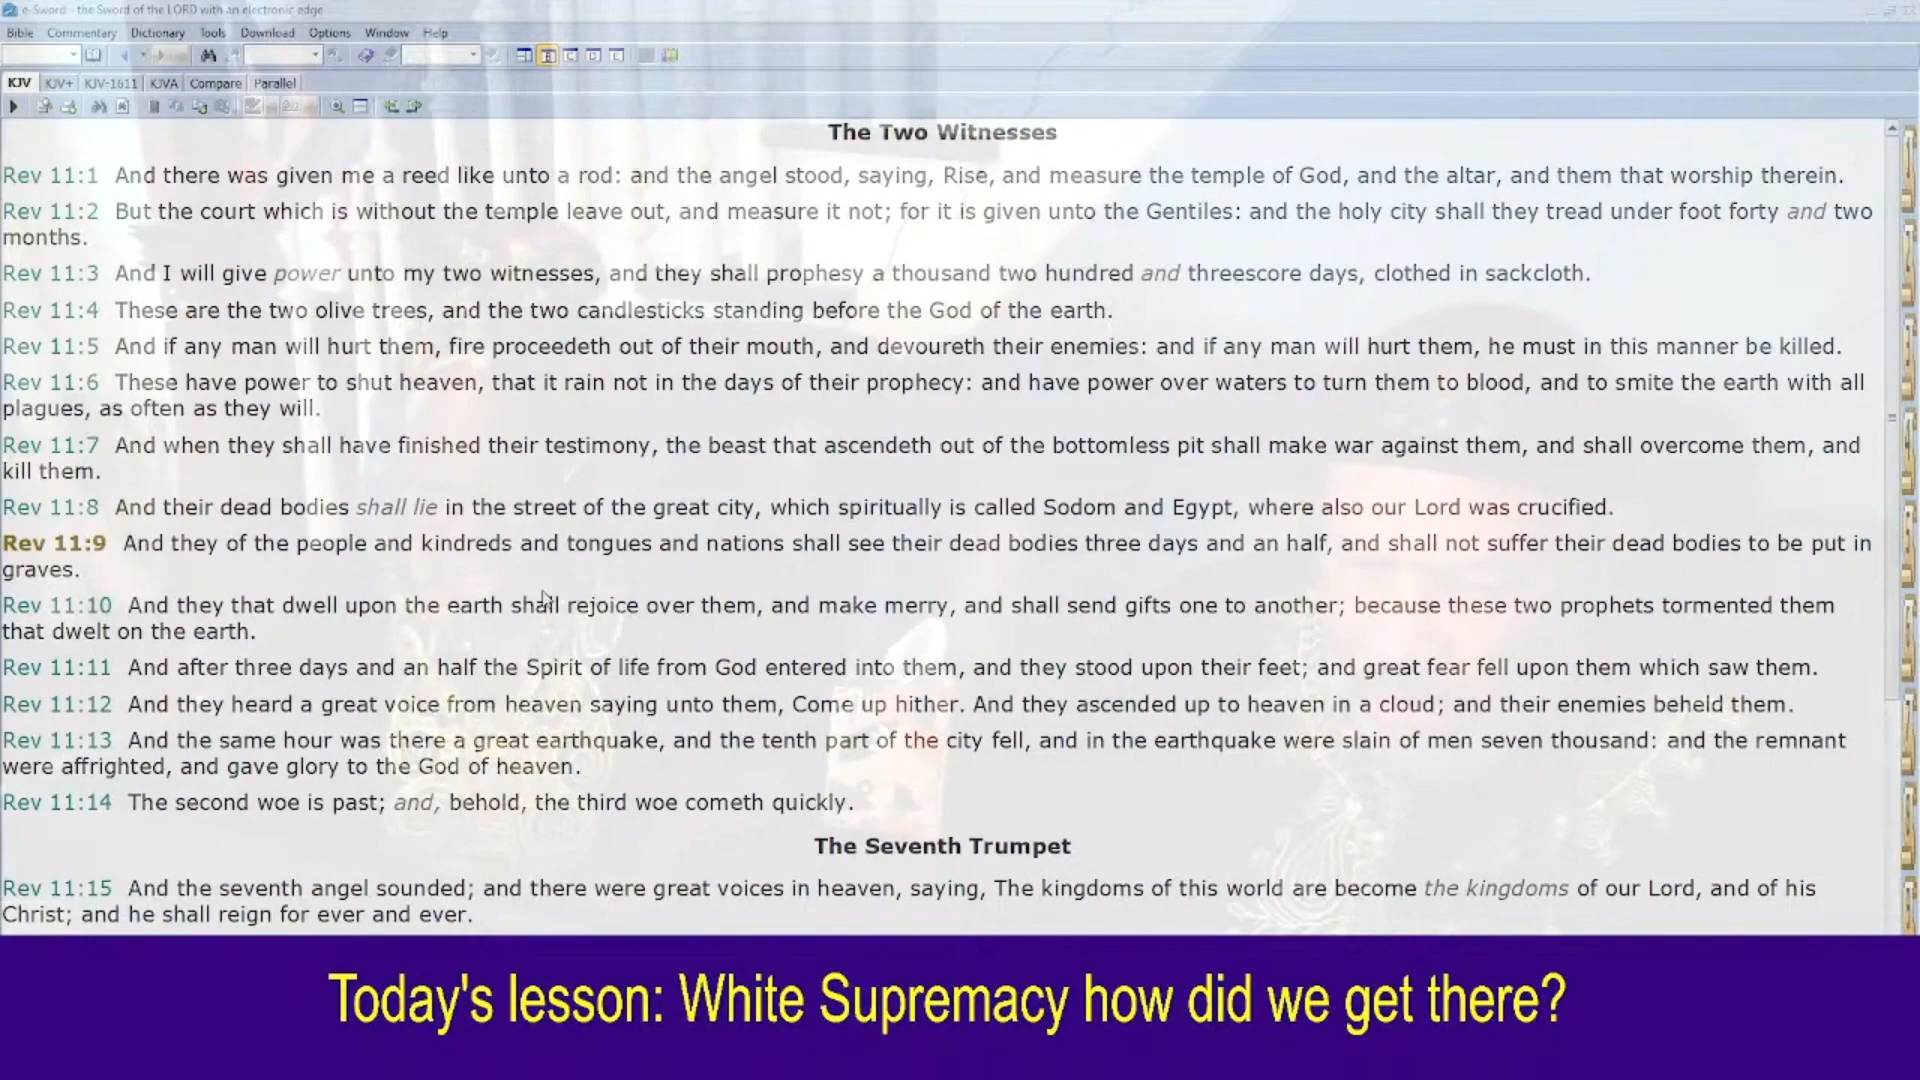 e-Sword - the Sword of the LORD with an electronic edge
Bible Commentary Dictionary Tools Download Options Window Help
KJV KJV+ KJV-1611 KJVA Compare Parallel
The Two Witnesses
Rev 11:1 And there was given me a reed like unto a rod: and the angel stood, saying, Rise, and measure the temple of God, and the altar, and them that worship therein.
Rev 11:2 But the court which is without the temple leave out, and measure it not; for it is given unto the Gentiles: and the holy city shall they tread under foot forty and two
months.
Rev 11:3 And I will give power unto my two witnesses, and they shall prophesy a thousand two hundred and threescore days, clothed in sackcloth.
Rev 11:4 These are the two olive trees, and the two candlesticks standing before the God of the earth.
Rev 11:5 And if any man will hurt them, fire proceedeth out of their mouth, and devoureth their enemies: and if any man will hurt them, he must in this manner be killed.
Rev 11:6 These have power to shut heaven, that it rain not in the days of their prophecy: and have power over waters to turn them to blood, and to smite the earth with all
plagues, as often as they will.
Rev 11:7 And when they shall have finished their testimony, the beast that ascendeth out of the bottomless pit shall make war against them, and shall overcome them, and
kill them.
Rev 11:8 And their dead bodies shall lie in the street of the great city, which spiritually is called Sodom and Egypt, where also our Lord was crucified.
Rev 11:9 And they of the people and kindreds and tongues and nations shall see their dead bodies three days and an half, and shall not suffer their dead bodies to be put in
graves.
Rev 11:10 And they that dwell upon the earth shall rejoice over them, and make merry, and shall send gifts one to another; because these two prophets tormented them
that dwelt on the earth.
Rev 11:11 And after three days and an half the Spirit of life from God entered into them, and they stood upon their feet; and great fear fell upon them which saw them.
Rev 11:12 And they heard a great voice from heaven saying unto them, Come up hither. And they ascended up to heaven in a cloud; and their enemies beheld them.
Rev 11:13 And the same hour was there a great earthquake, and the tenth part of the city fell, and in the earthquake were slain of men seven thousand: and the remnant
were affrighted, and gave glory to the God of heaven.
Rev 11:14 The second woe is past; and, behold, the third woe cometh quickly.
The Seventh Trumpet
Rev 11:15 And the seventh angel sounded; and there were great voices in heaven, saying, The kingdoms of this world are become the kingdoms of our Lord, and of his
Christ; and he shall reign for ever and ever.
Today's lesson: White Supremacy how did we get there?